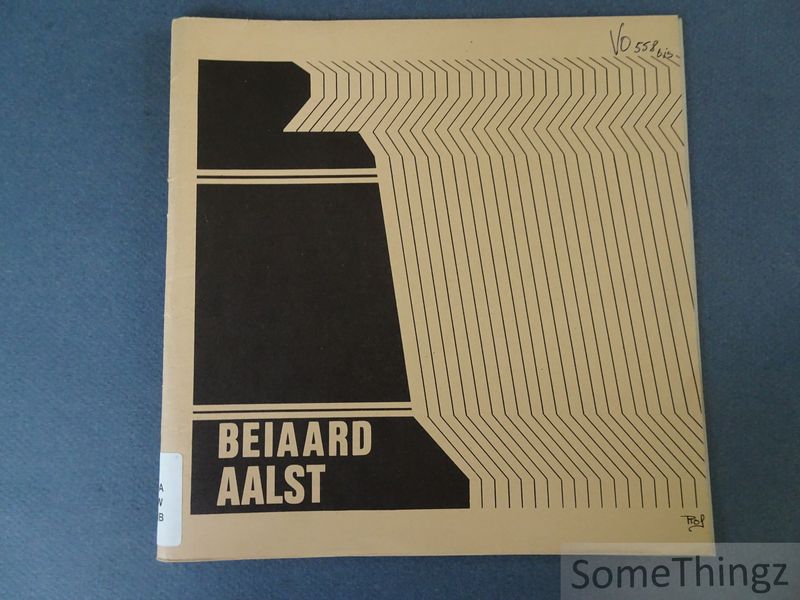 VO 558 bis-
BEIAARD
AALST
A
W
B
SomeThingz